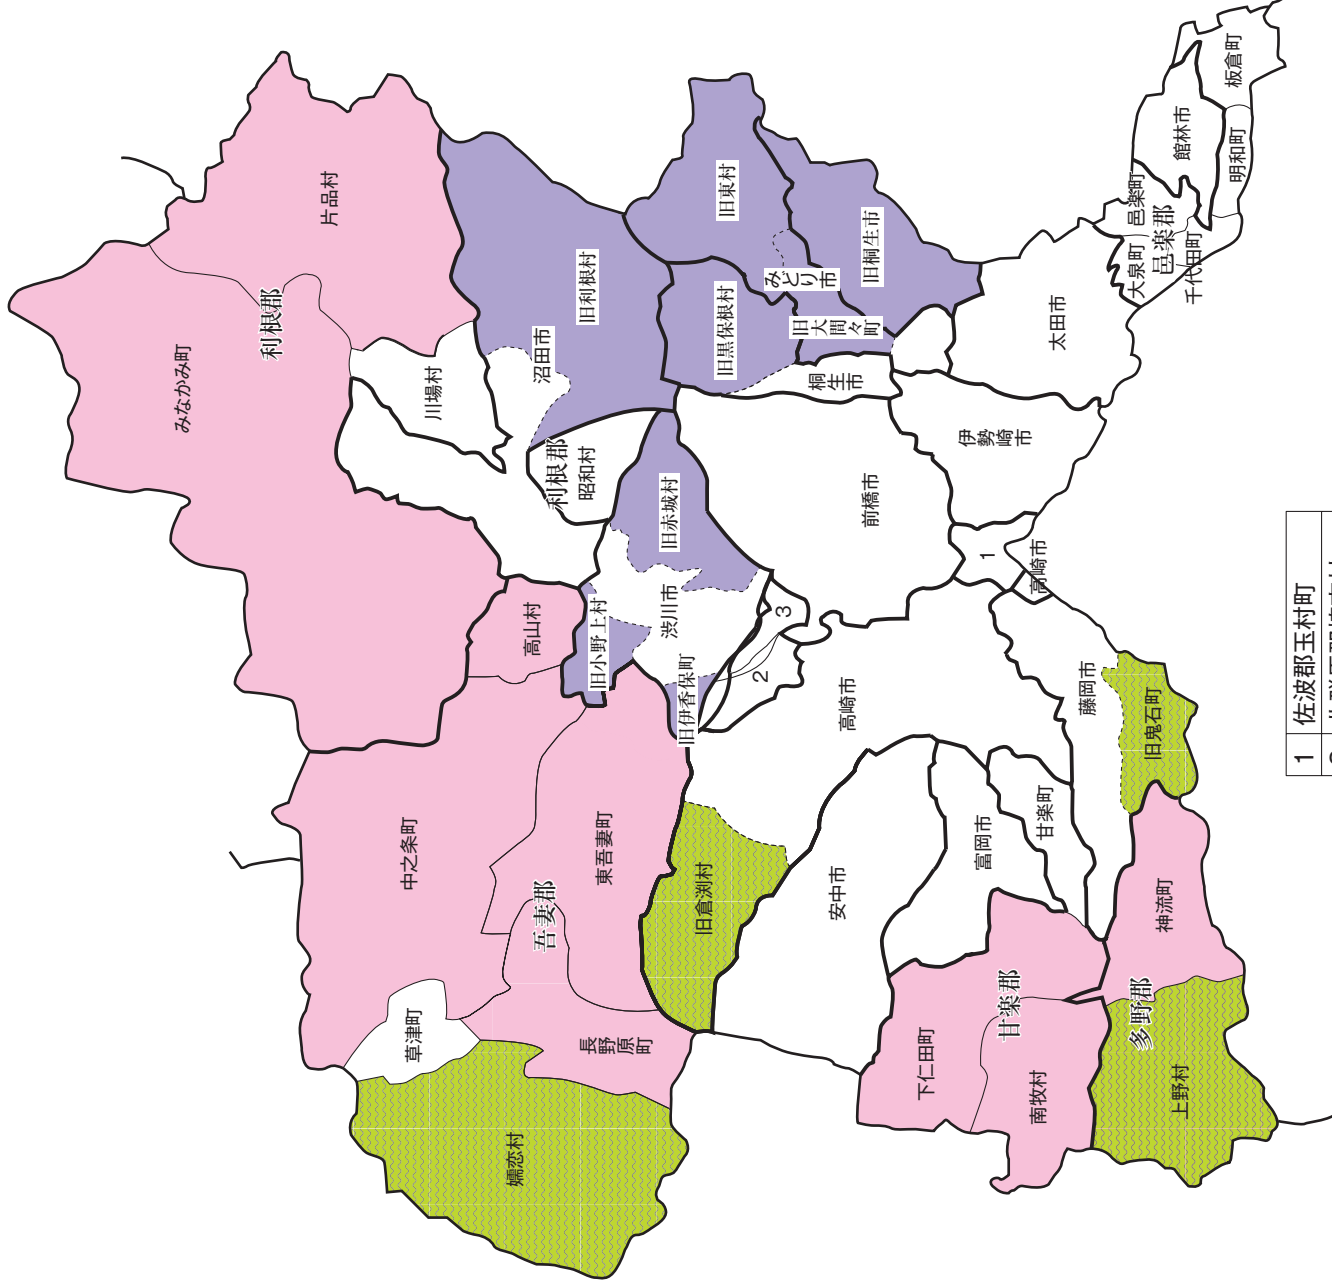 みなかみ町
片品村
利根郡
川場村
沼田市
旧利根村
利根郡
昭和村
旧東村
旧黒保根村
みどり市
旧桐生市
旧大間々町
桐生市
太田市
大泉町
邑楽町
邑楽郡
千代田町
館林市
明和町
板倉町
伊勢崎市
前橋市
旧赤城村
渋川市
旧小野上村
旧伊香保町
高山村
中之条町
東吾妻町
吾妻郡
草津町
長野原町
嬬恋村
旧倉渕村
高崎市
安中市
富岡市
甘楽町
藤岡市
高崎市
旧鬼石町
神流町
多野郡
上野村
甘楽郡
下仁田町
南牧村
1
2
3
1 佐波郡玉村町